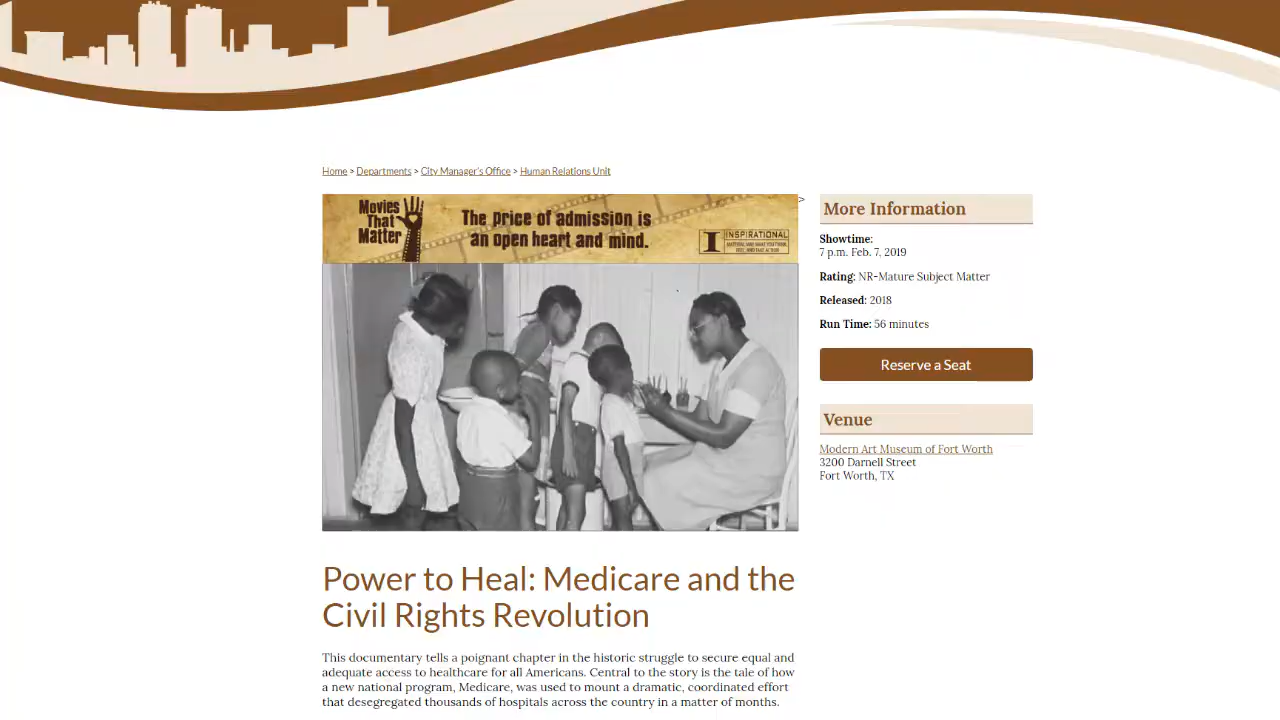 Home > Departments > City Manager's Office > Human Relations Unit
Movies
That
Matter
The price of admission is
an open heart and mind.
I INSPIRATIONAL
>
Power to Heal: Medicare and the
Civil Rights Revolution
This documentary tells a poignant chapter in the historic struggle to secure equal and
adequate access to healthcare for all Americans. Central to the story is the tale of how
a new national program, Medicare, was used to mount a dramatic, coordinated effort
that desegregated thousands of hospitals across the country in a matter of months.
More Information
Showtime:
7 p.m. Feb. 7, 2019
Rating: NR-Mature Subject Matter
Released: 2018
Run Time: 56 minutes
Reserve a Seat
Venue
Modern Art Museum of Fort Worth
3200 Darnell Street
Fort Worth, TX